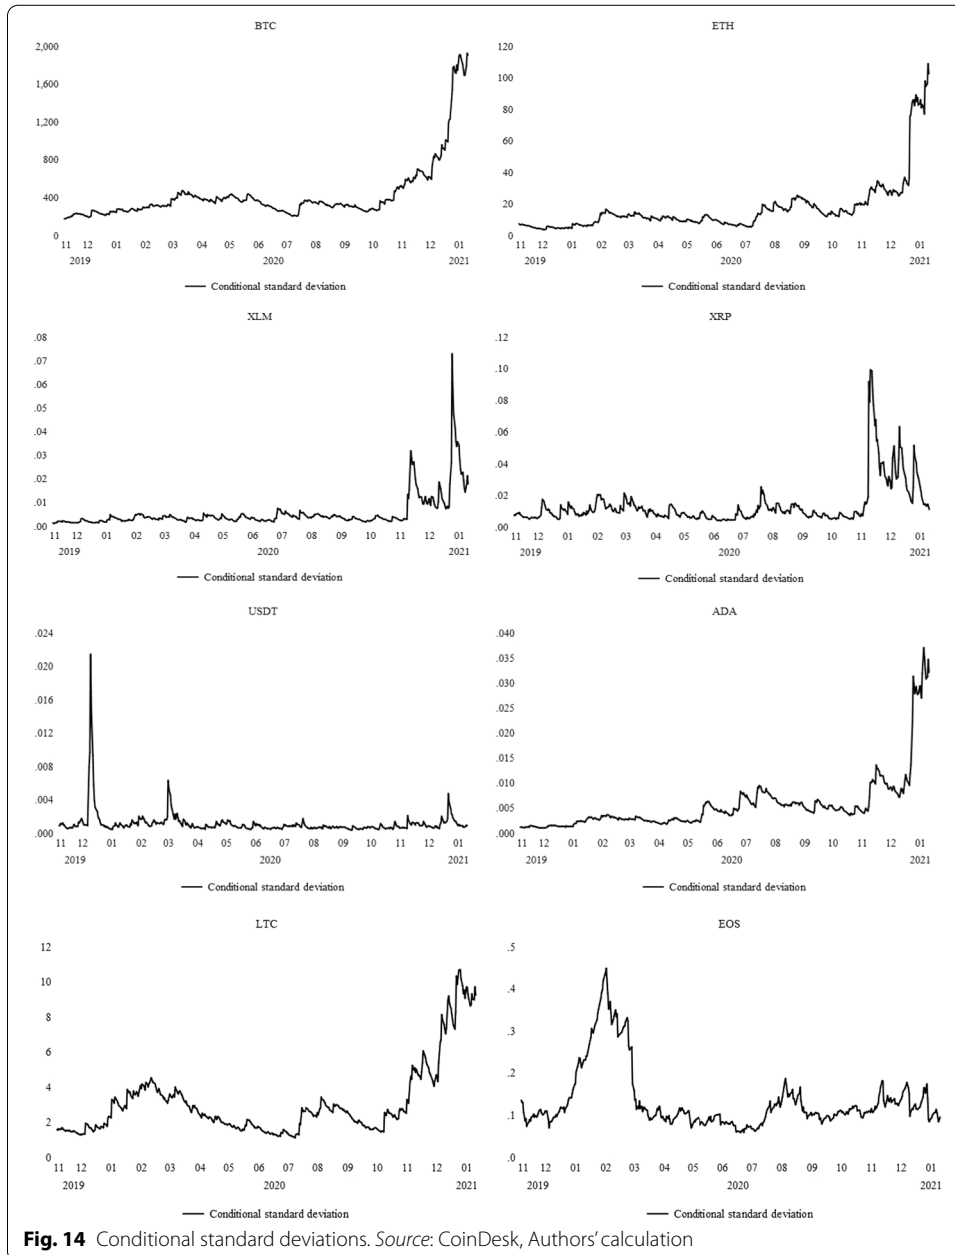 BTC
2,000
1,600
1,200
800
400
0
11 12 01 02 03 04 05 06 07 08 09 10 11 12 01
2019 2020 2021
Conditional standard deviation
ETH
120
100
80
60
40
20
0
11 12 01 02 03 04 05 06 07 08 09 10 11 12 01
2019 2020 2021
Conditional standard deviation
XLM
.08
.07
.06
.05
.04
.03
.02
.01
.00
11 12 01 02 03 04 05 06 07 08 09 10 11 12 01
2019 2020 2021
Conditional standard deviation
XRP
.12
.10
.08
.06
.04
.02
.00
11 12 01 02 03 04 05 06 07 08 09 10 11 12 01
2019 2020 2021
Conditional standard deviation
USDT
.024
.020
.016
.012
.008
.004
.000
11 12 01 02 03 04 05 06 07 08 09 10 11 12 01
2019 2020 2021
Conditional standard deviation
ADA
.040
.035
.030
.025
.020
.015
.010
.005
.000
11 12 01 02 03 04 05 06 07 08 09 10 11 12 01
2019 2020 2021
Conditional standard deviation
LTC
12
10
8
6
4
2
0
11 12 01 02 03 04 05 06 07 08 09 10 11 12 01
2019 2020 2021
Conditional standard deviation
EOS
.5
.4
.3
.2
.1
.0
11 12 01 02 03 04 05 06 07 08 09 10 11 12 01
2019 2020 2021
Conditional standard deviation
Fig. 14 Conditional standard deviations. Source: CoinDesk, Authors' calculation